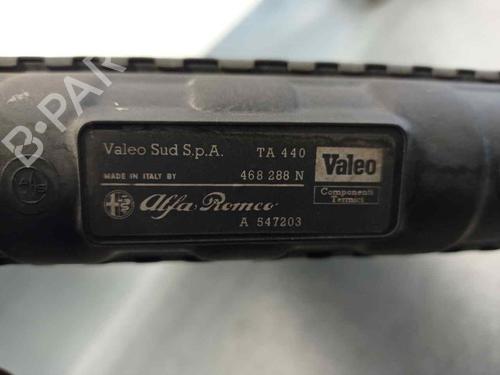 B-PAR
Valeo Sud S.p.A. TA 440
MADE IN ITALY BY 468 288 N
Valeo
Componenti
Termici
Alfa Romeo
A 547203